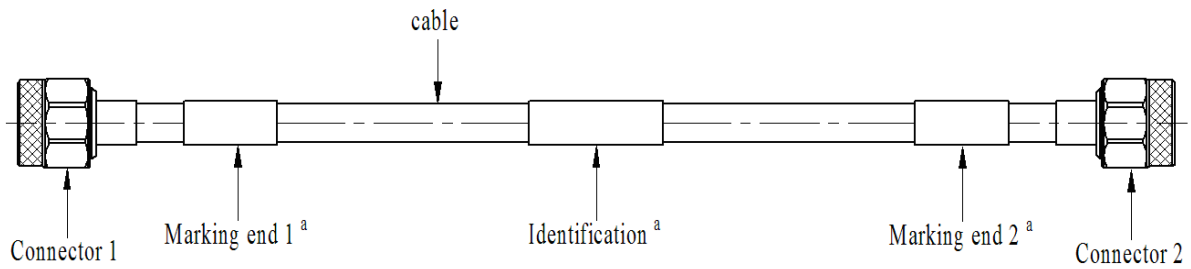 cable
Connector 1
Marking end 1 a
Identification a
Marking end 2 a
Connector 2